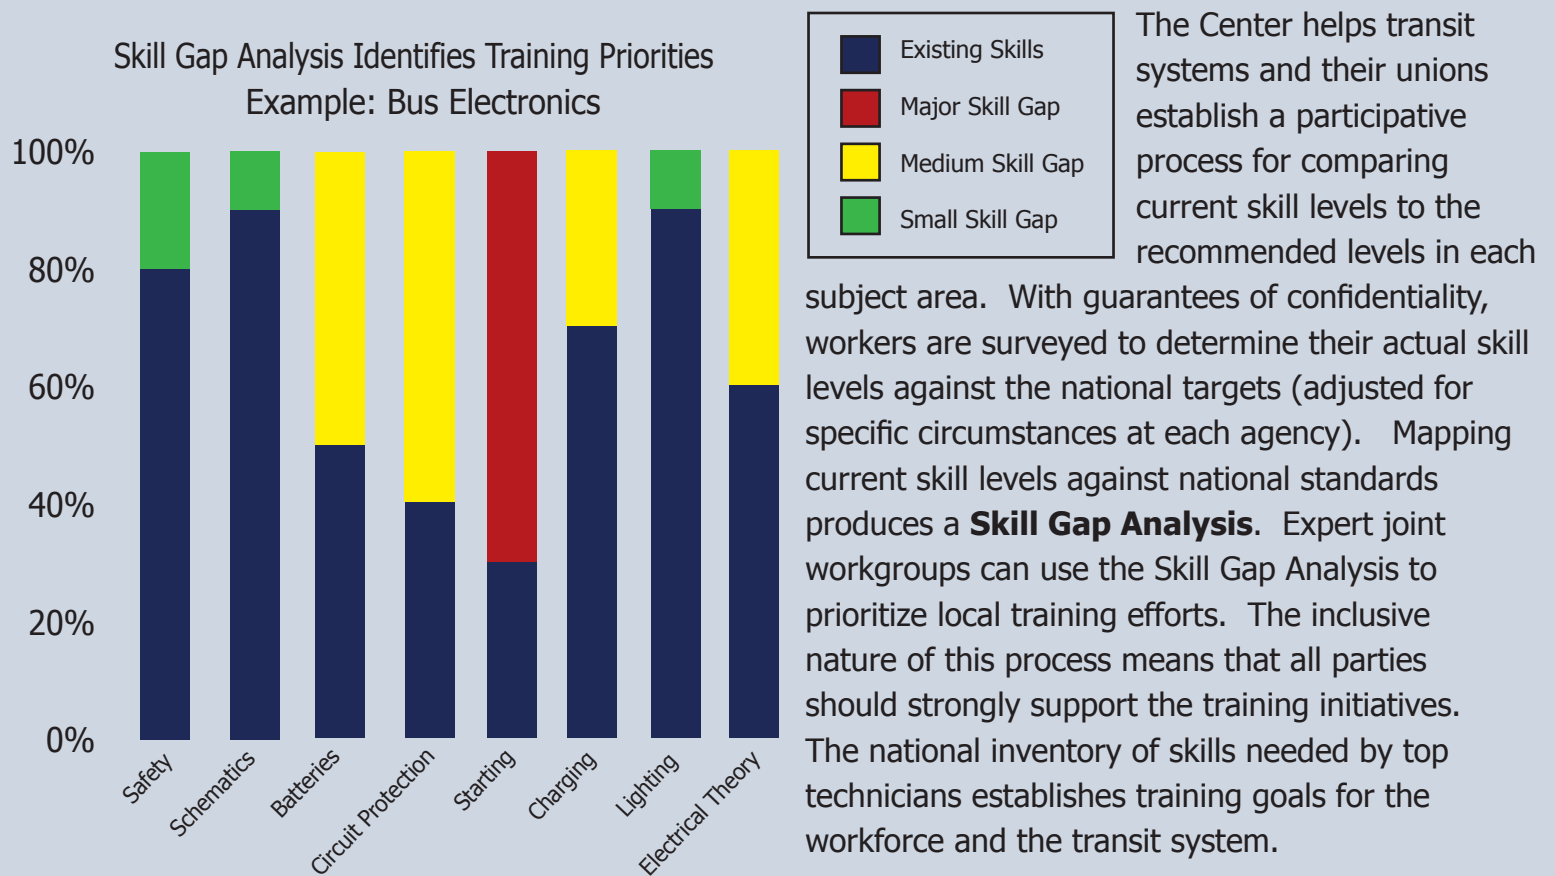 Skill Gap Analysis Identifies Training Priorities
Example: Bus Electronics
100%
80%
60%
40%
20%
0%
Safety
Schematics
Batteries
Circuit Protection
Starting
Charging
Lighting
Electrical Theory
Existing Skills
Major Skill Gap
Medium Skill Gap
Small Skill Gap
The Center helps transit
systems and their unions
establish a participative
process for comparing
current skill levels to the
recommended levels in each
subject area.  With guarantees of confidentiality,
workers are surveyed to determine their actual skill
levels against the national targets (adjusted for
specific circumstances at each agency).   Mapping
current skill levels against national standards
produces a Skill Gap Analysis.  Expert joint
workgroups can use the Skill Gap Analysis to
prioritize local training efforts.  The inclusive
nature of this process means that all parties
should strongly support the training initiatives.
The national inventory of skills needed by top
technicians establishes training goals for the
workforce and the transit system.